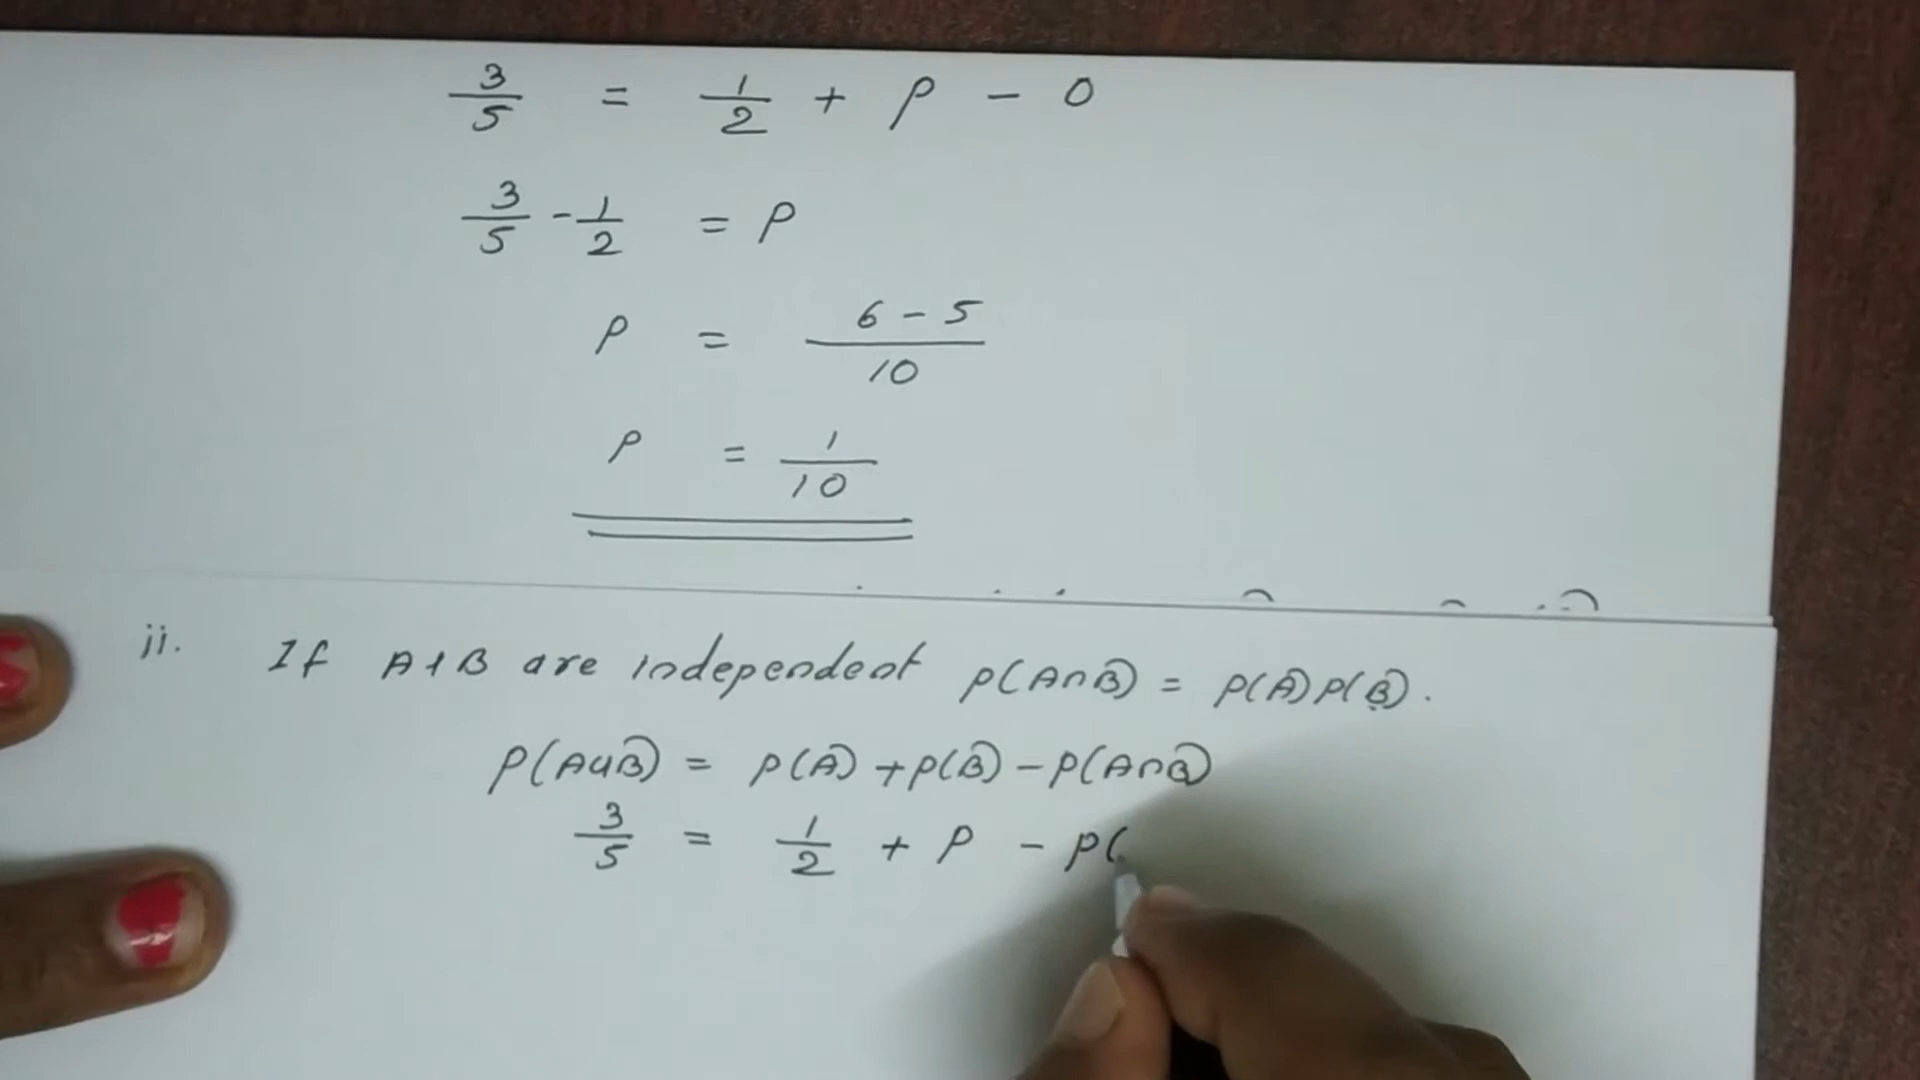 3/5 = 1/2 + P - 0
3/5 - 1/2 = P
P = 6 - 5 / 10
P = 1/10
ii. If A & B are independent P(A∩B) = P(A)P(B).
P(A∪B) = P(A) + P(B) - P(A∩B)
3/5 = 1/2 + P - P(